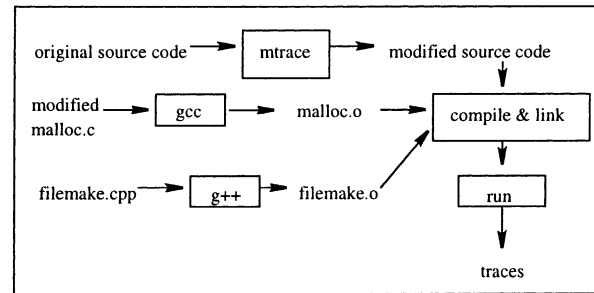 original source code
mtrace
modified source code
modified
malloc.c
gcc
malloc.o
compile & link
filemake.cpp
g++
filemake.o
run
traces